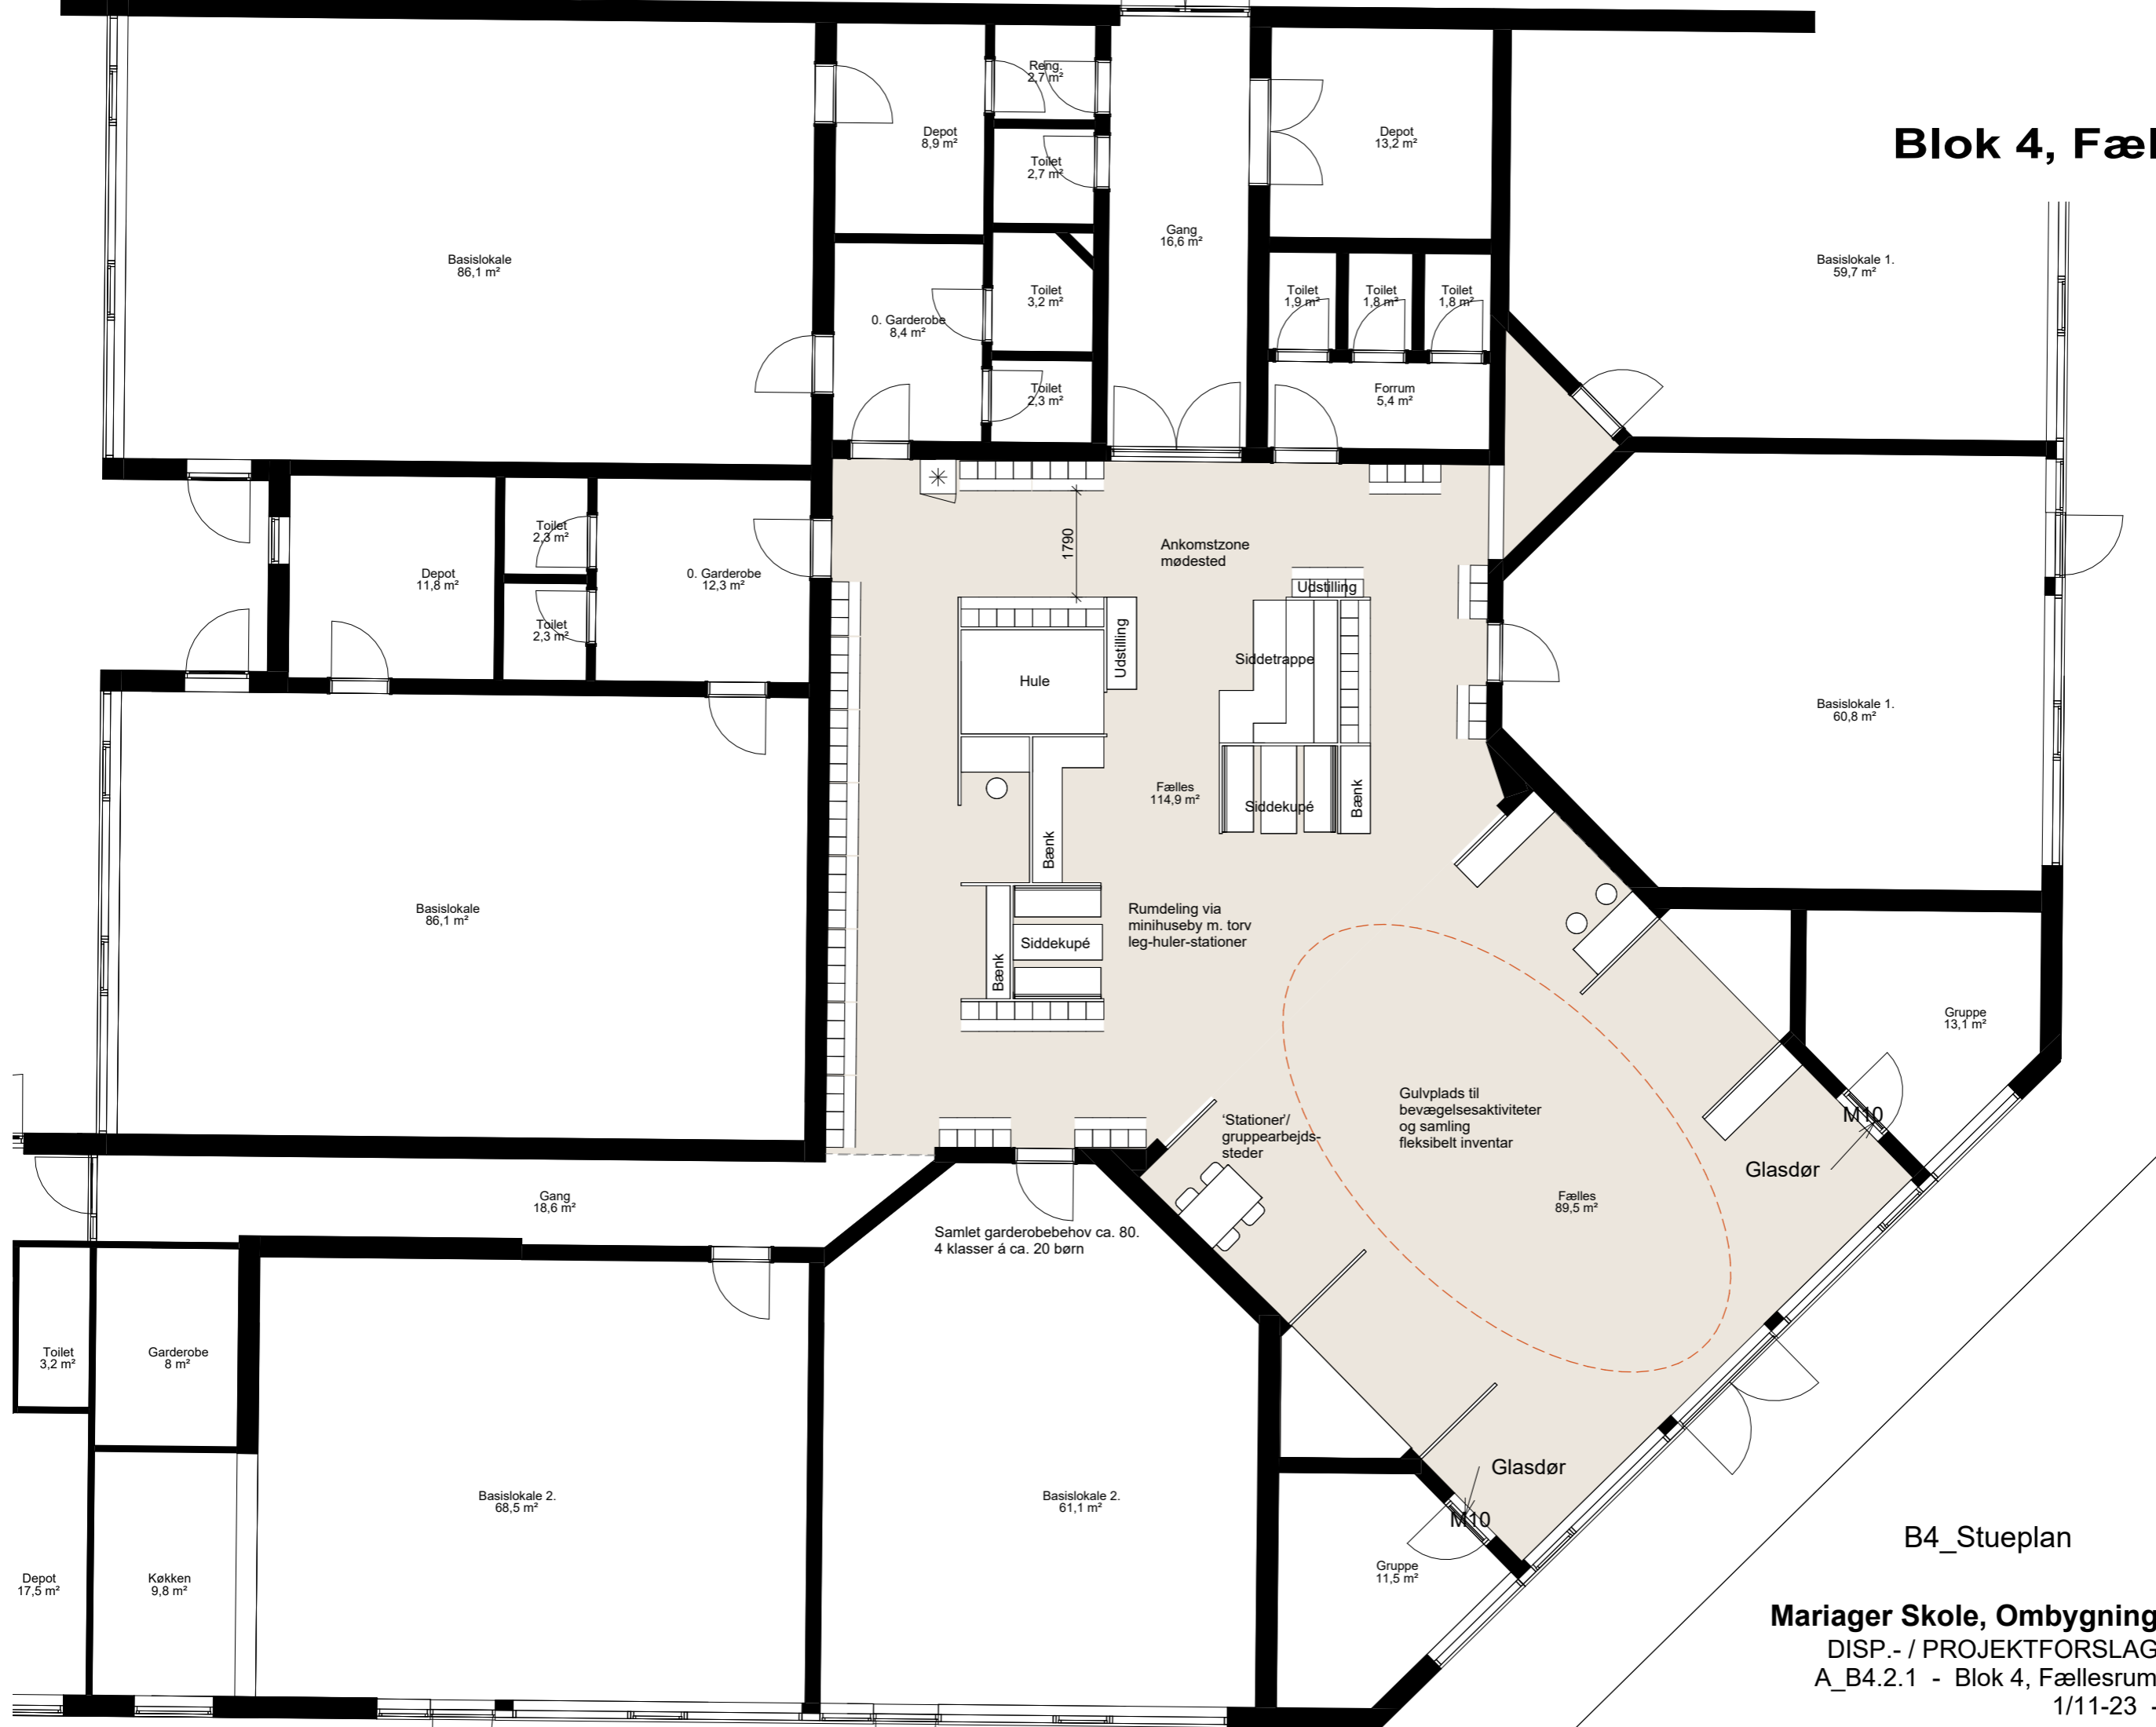 Reng.
2,7 m²
Depot
8,9 m²
Depot
13,2 m²
Blok 4, Fæl
Toilet
2,7 m²
Gang
16,6 m²
Basislokale
86,1 m²
Basislokale 1.
59,7 m²
Toilet
3,2 m²
Toilet
1,9 m²
Toilet
1,8 m²
Toilet
1,8 m²
0. Garderobe
8,4 m²
Toilet
2,3 m²
Forrum
5,4 m²
Toilet
2,3 m²
1790
Ankomstzone
mødested
Depot
11,8 m²
0. Garderobe
12,3 m²
Udstilling
Toilet
2,3 m²
Udstilling
Siddetrappe
Hule
Basislokale 1.
60,8 m²
Fælles
114,9 m²
Siddekupé
Bænk
Bænk
Basislokale
86,1 m²
Rumdeling via
minihuseby m. torv
leg-huler-stationer
Siddekupé
Bænk
Gruppe
13,1 m²
Gulvplads til
bevægelsesaktiviteter
og samling
fleksibelt inventar
M10
'Stationer'/
gruppearbejds-
steder
Glasdør
Gang
18,6 m²
Fælles
89,5 m²
Samlet garderobebehov ca. 80.
4 klasser á ca. 20 børn
Toilet
3,2 m²
Garderobe
8 m²
Glasdør
Basislokale 2.
68,5 m²
Basislokale 2.
61,1 m²
M10
B4_Stueplan
Gruppe
11,5 m²
Depot
17,5 m²
Køkken
9,8 m²
Mariager Skole, Ombygning
DISP.- / PROJEKTFORSLAG
A_B4.2.1 - Blok 4, Fællesrum
1/11-23 -